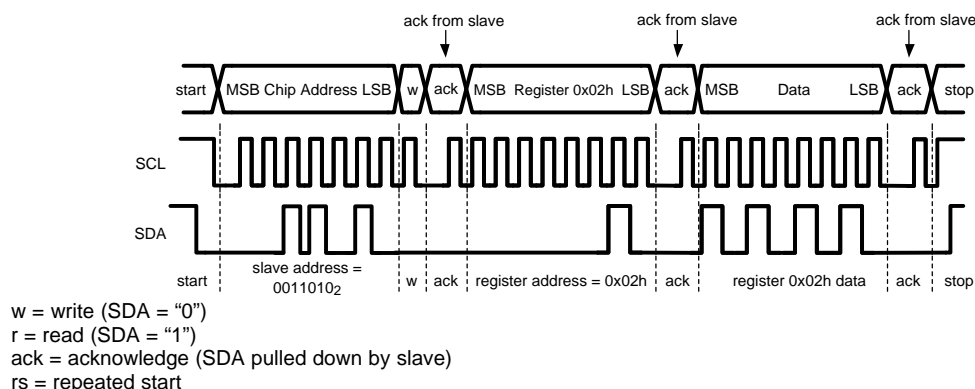 ack from slave ack from slave ack from slave
start MSB Chip Address LSB w ack MSB Register 0x02h LSB ack MSB Data LSB ack stop
SCL
SDA
start slave address = w ack register address = 0x02h ack register 0x02h data ack stop
0011010₂
w = write (SDA = “0”)
r = read (SDA = “1”)
ack = acknowledge (SDA pulled down by slave)
rs = repeated start